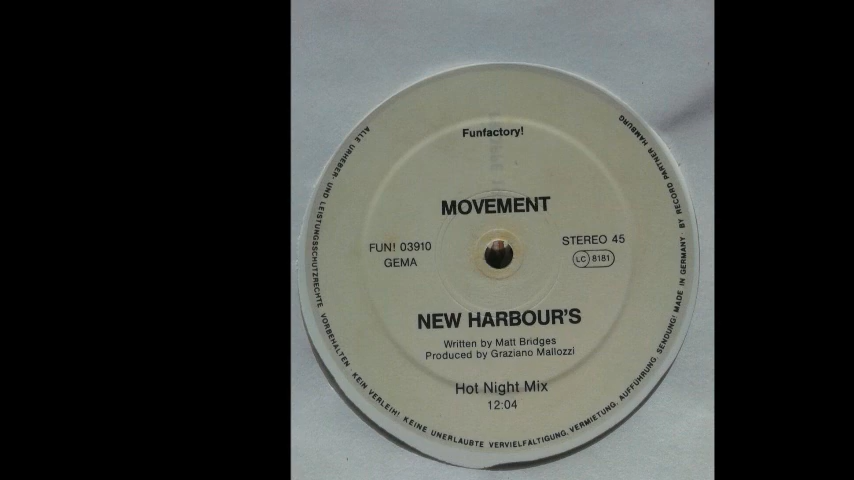 Funfactory!
MOVEMENT
FUN! 03910
GEMA
STEREO 45
LC 8181
NEW HARBOUR'S
Written by Matt Bridges
Produced by Graziano Mallozzi
Hot Night Mix
12:04
ALLE URHEBER- UND LEISTUNGSSCHUTZRECHTE VORBEHALTEN · KEIN VERLEIH! KEINE UNERLAUBTE VERVIELFÄLTIGUNG, VERMIETUNG, AUFFÜHRUNG SENDUNG! MADE IN GERMANY · BY RECORD PARTNER HAMBURG